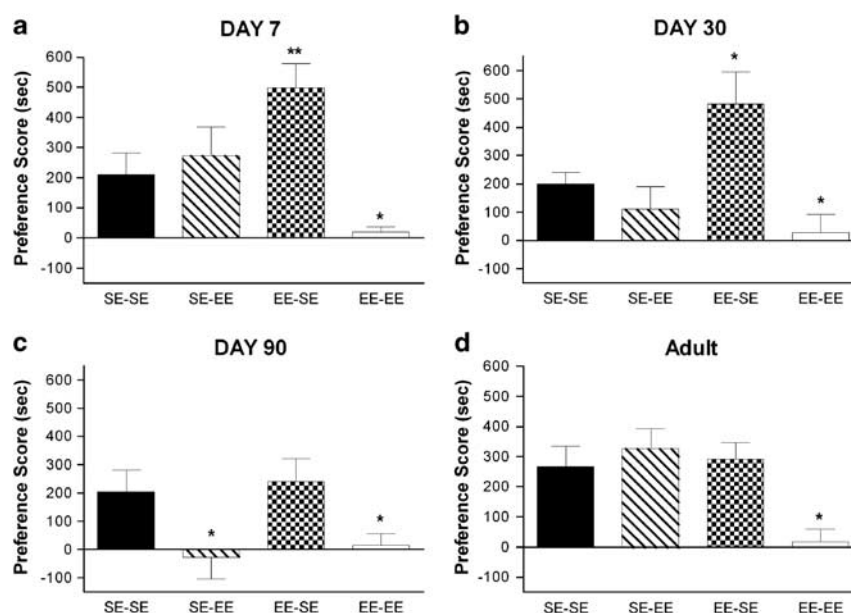 a
DAY 7
Preference Score (sec)
600
500
400
300
200
100
0
-100
**
*
SE-SE
SE-EE
EE-SE
EE-EE
b
DAY 30
Preference Score (sec)
600
500
400
300
200
100
0
-100
*
*
SE-SE
SE-EE
EE-SE
EE-EE
c
DAY 90
Preference Score (sec)
600
500
400
300
200
100
0
-100
*
*
SE-SE
SE-EE
EE-SE
EE-EE
d
Adult
Preference Score (sec)
600
500
400
300
200
100
0
-100
*
SE-SE
SE-EE
EE-SE
EE-EE